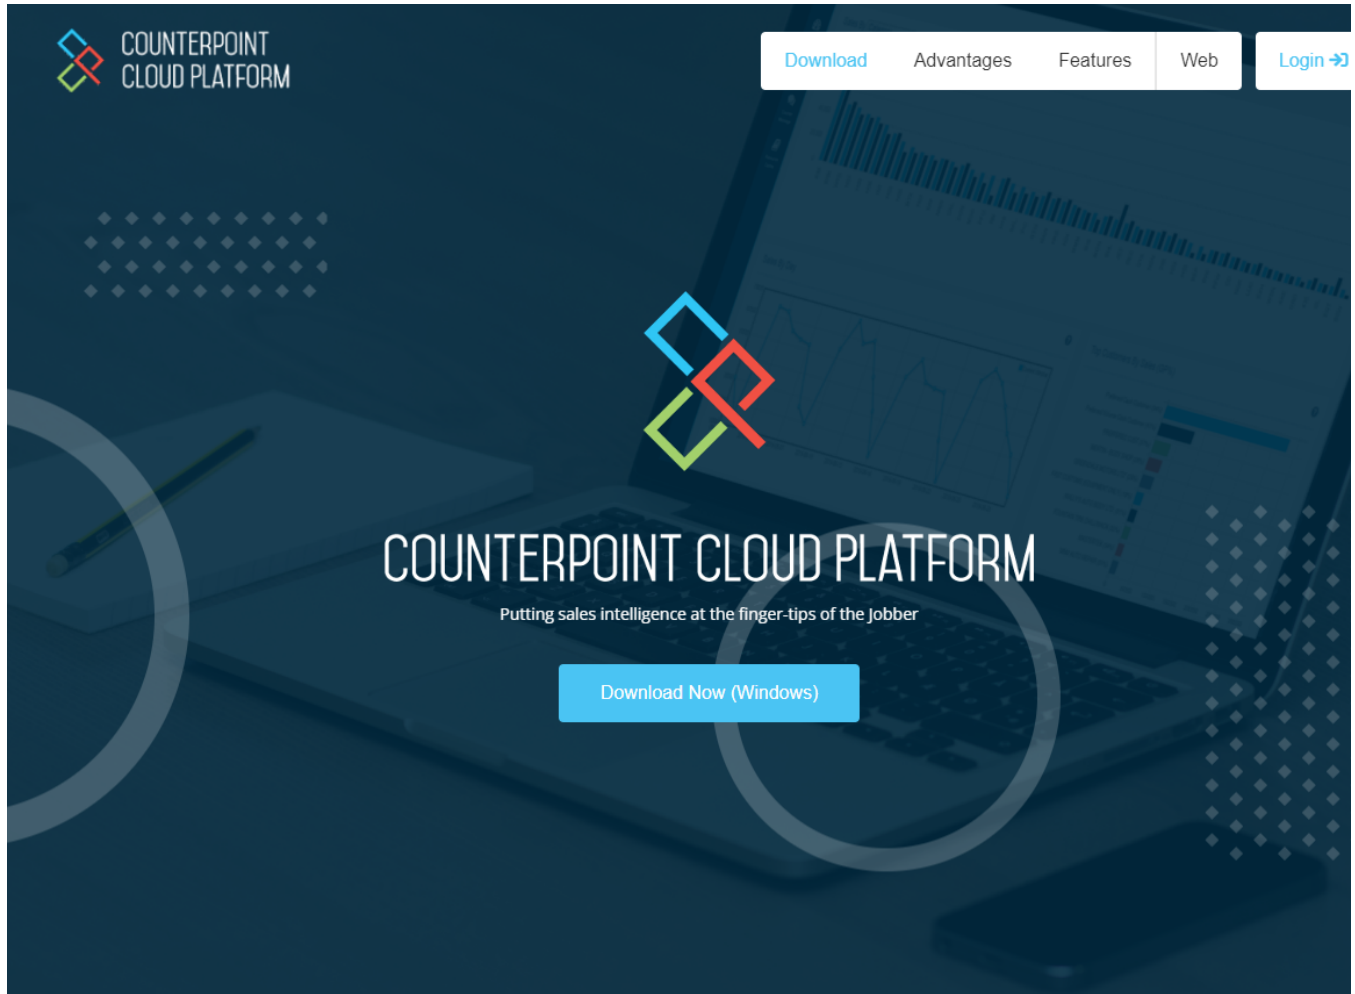 COUNTERPOINT
CLOUD PLATFORM
Download
Advantages
Features
Web
Login
COUNTERPOINT CLOUD PLATFORM
Putting sales intelligence at the finger-tips of the Jobber
Download Now (Windows)